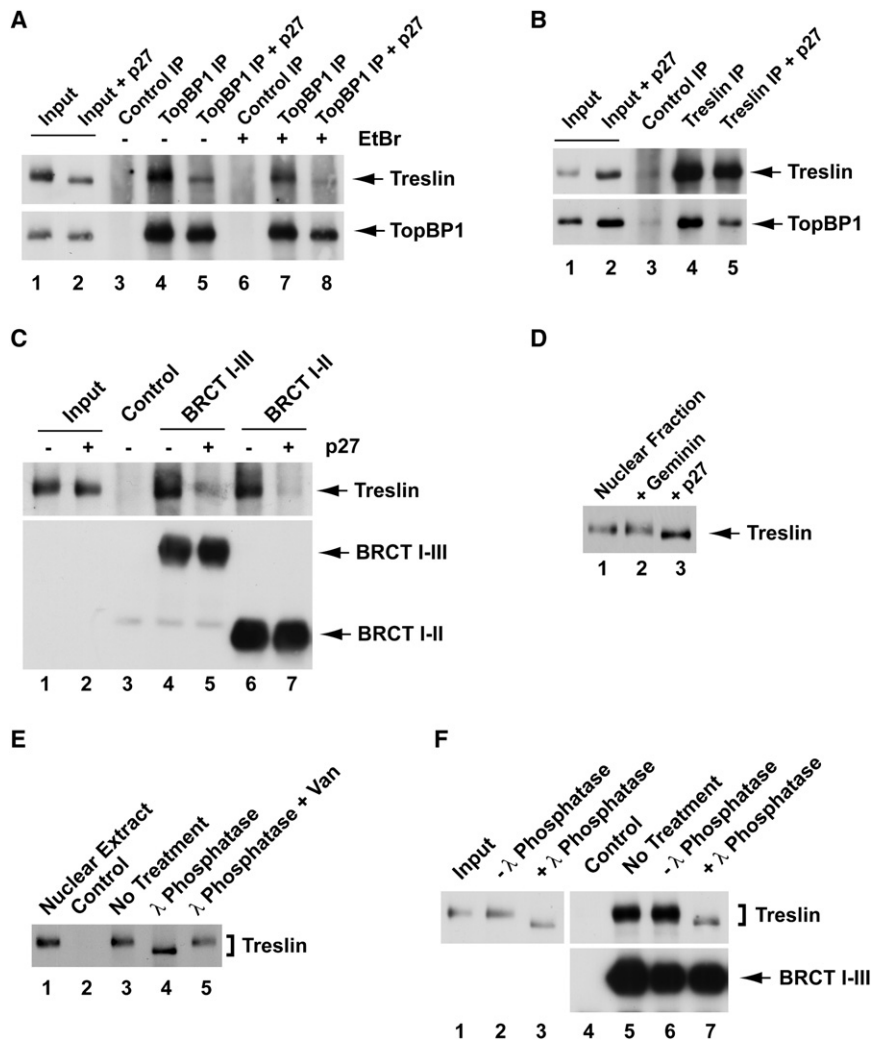 A
Input
Input + p27
Control IP
TopBP1 IP
TopBP1 IP + p27
Control IP
TopBP1 IP
TopBP1 IP + p27
- - - + + + EtBr
Treslin
TopBP1
1 2 3 4 5 6 7 8
B
Input
Input + p27
Control IP
Treslin IP
Treslin IP + p27
Treslin
TopBP1
1 2 3 4 5
C
Input
Control
BRCT I-III
BRCT I-II
- + - - + - + p27
Treslin
BRCT I-III
BRCT I-II
1 2 3 4 5 6 7
D
Nuclear Fraction
+ Geminin
+ p27
Treslin
1 2 3
E
Nuclear Extract
Control
No Treatment
λ Phosphatase
λ Phosphatase + Van
Treslin
1 2 3 4 5
F
Input
-λ Phosphatase
+λ Phosphatase
Control
No Treatment
-λ Phosphatase
+λ Phosphatase
Treslin
BRCT I-III
1 2 3 4 5 6 7